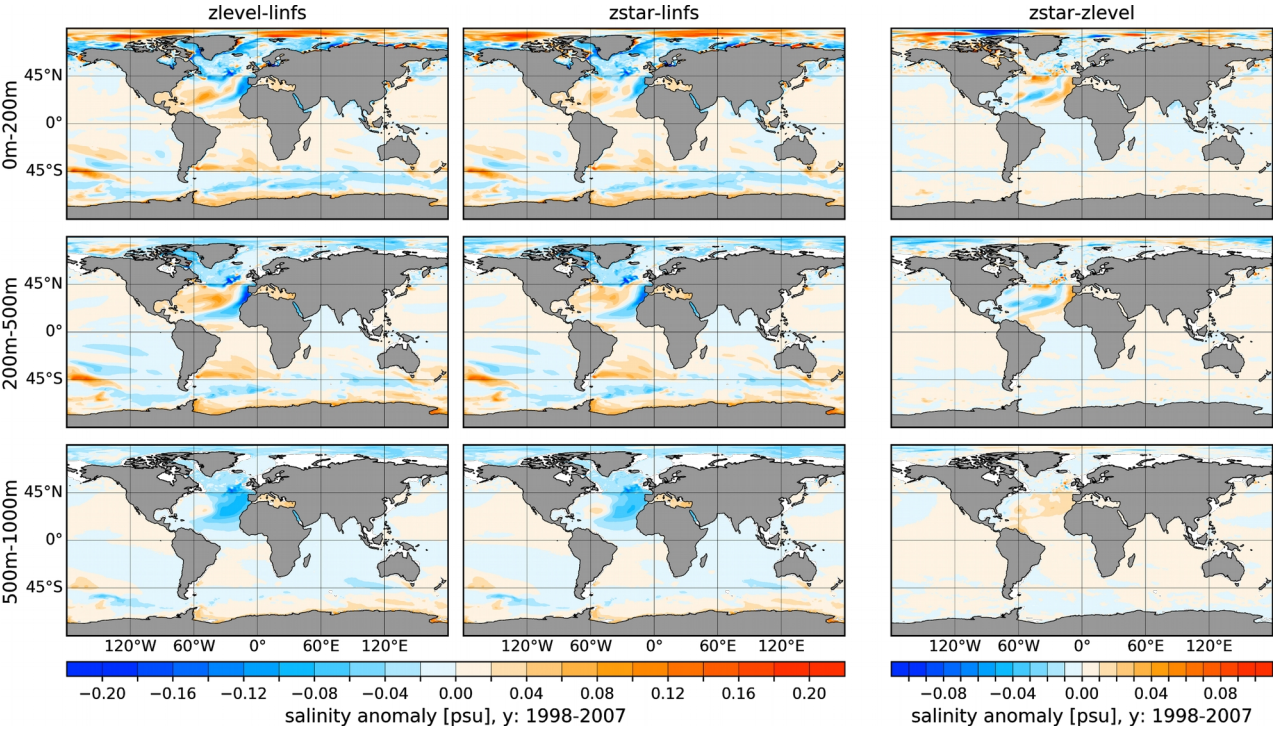 zlevel-linfs zstar-linfs zstar-zlevel
0m-200m
45°N
0°
45°S
200m-500m
45°N
0°
45°S
500m-1000m
45°N
0°
45°S
120°W 60°W 0° 60°E 120°E 120°W 60°W 0° 60°E 120°E 120°W 60°W 0° 60°E 120°E
−0.20 −0.16 −0.12 −0.08 −0.04 0.00 0.04 0.08 0.12 0.16 0.20 −0.08 −0.04 0.00 0.04 0.08
salinity anomaly [psu], y: 1998-2007 salinity anomaly [psu], y: 1998-2007